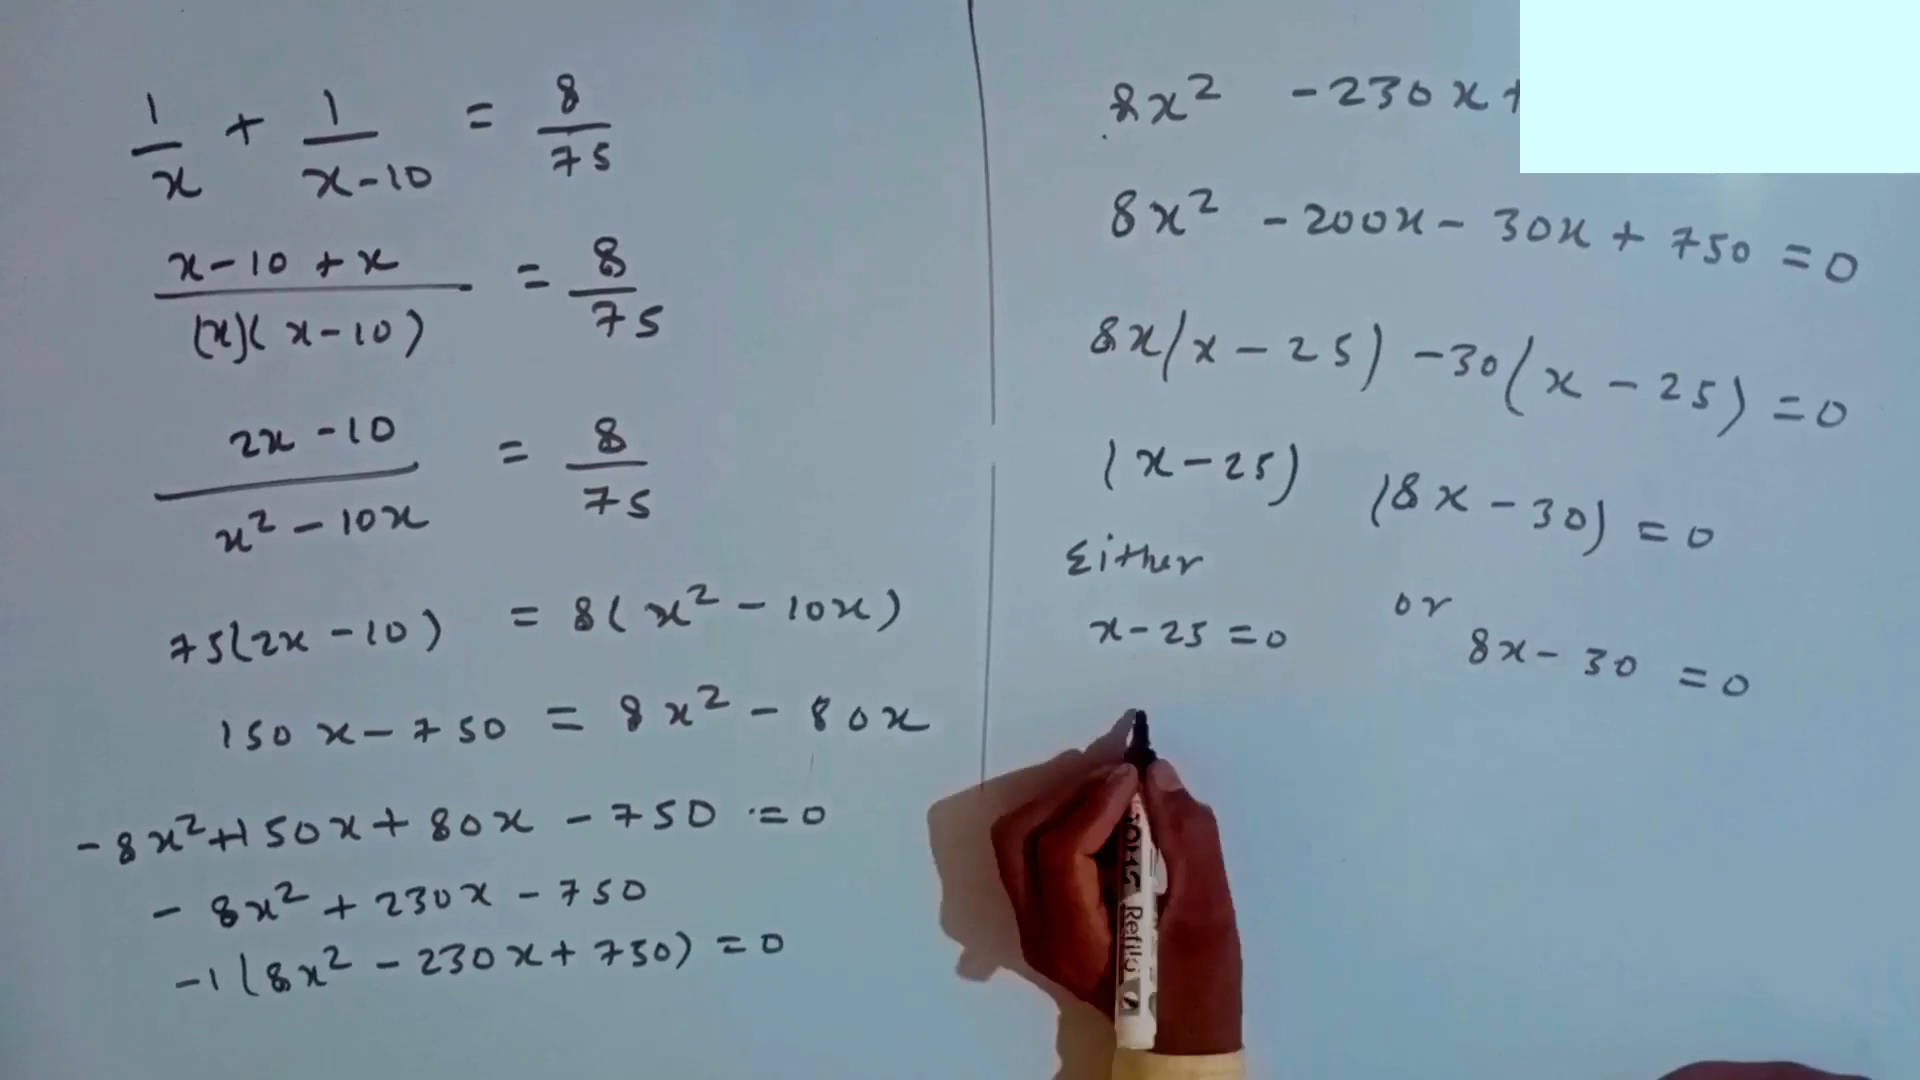 1/x + 1/(x-10) = 8/75
(x-10+x)/((x)(x-10)) = 8/75
(2x-10)/(x²-10x) = 8/75
75(2x-10) = 8(x²-10x)
150x-750 = 8x²-80x
-8x²+150x+80x-750=0
-8x²+230x-750
-1(8x²-230x+750)=0
8x² -230x+
8x² -200x-30x+750=0
8x(x-25)-30(x-25)=0
(x-25) (8x-30)=0
Either
or
x-25=0
8x-30=0
Refilo